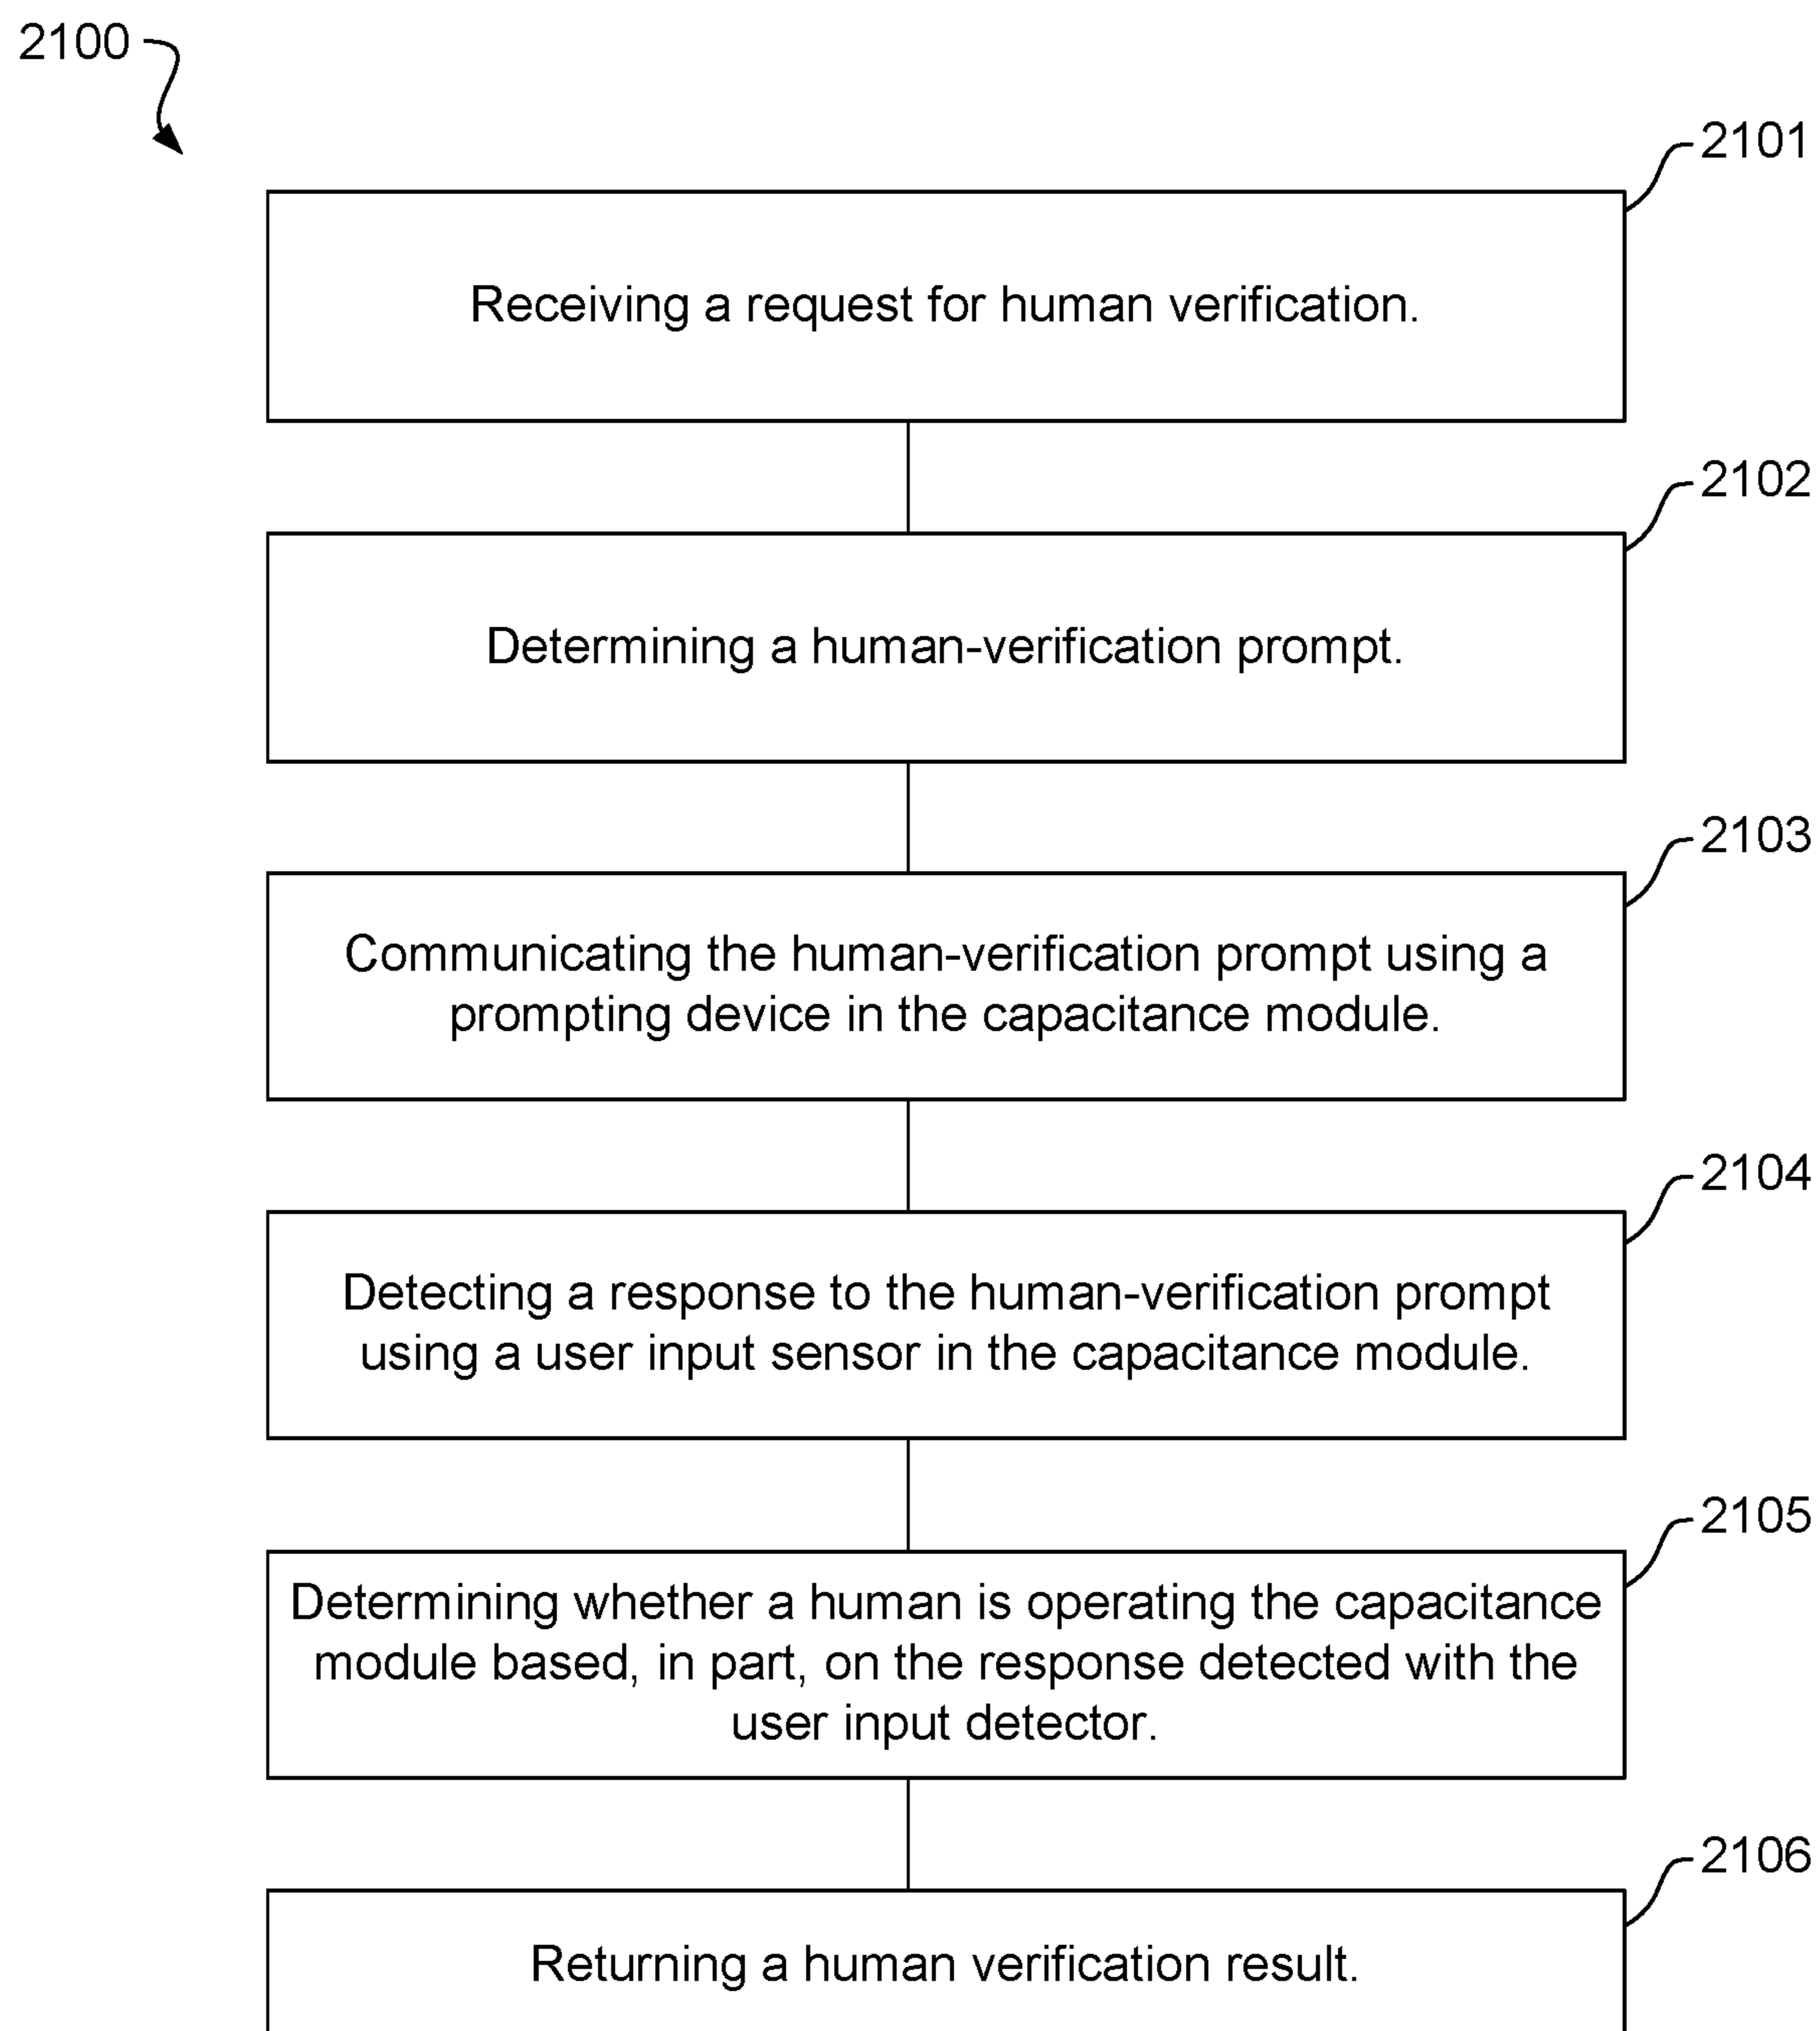 2100
2101
Receiving a request for human verification.
2102
Determining a human-verification prompt.
2103
Communicating the human-verification prompt using a
prompting device in the capacitance module.
2104
Detecting a response to the human-verification prompt
using a user input sensor in the capacitance module.
2105
Determining whether a human is operating the capacitance
module based, in part, on the response detected with the
user input detector.
2106
Returning a human verification result.